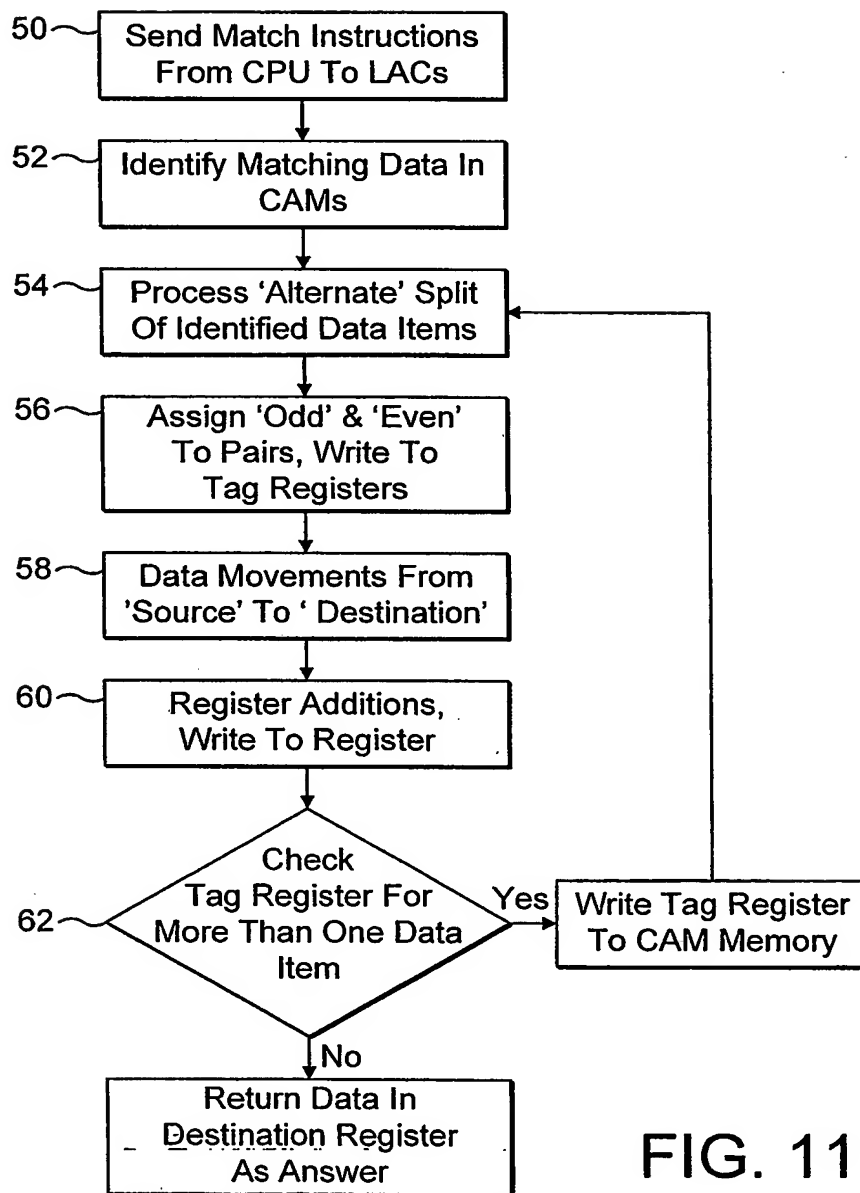 50
Send Match Instructions
From CPU To LACs
52
Identify Matching Data In
CAMs
54
Process ‘Alternate’ Split
Of Identified Data Items
56
Assign ‘Odd’ & ‘Even’
To Pairs, Write To
Tag Registers
58
Data Movements From
'Source' To ‘ Destination’
60
Register Additions,
Write To Register
62
Check
Tag Register For
More Than One Data
Item
Yes
Write Tag Register
To CAM Memory
No
Return Data In
Destination Register
As Answer
FIG. 11